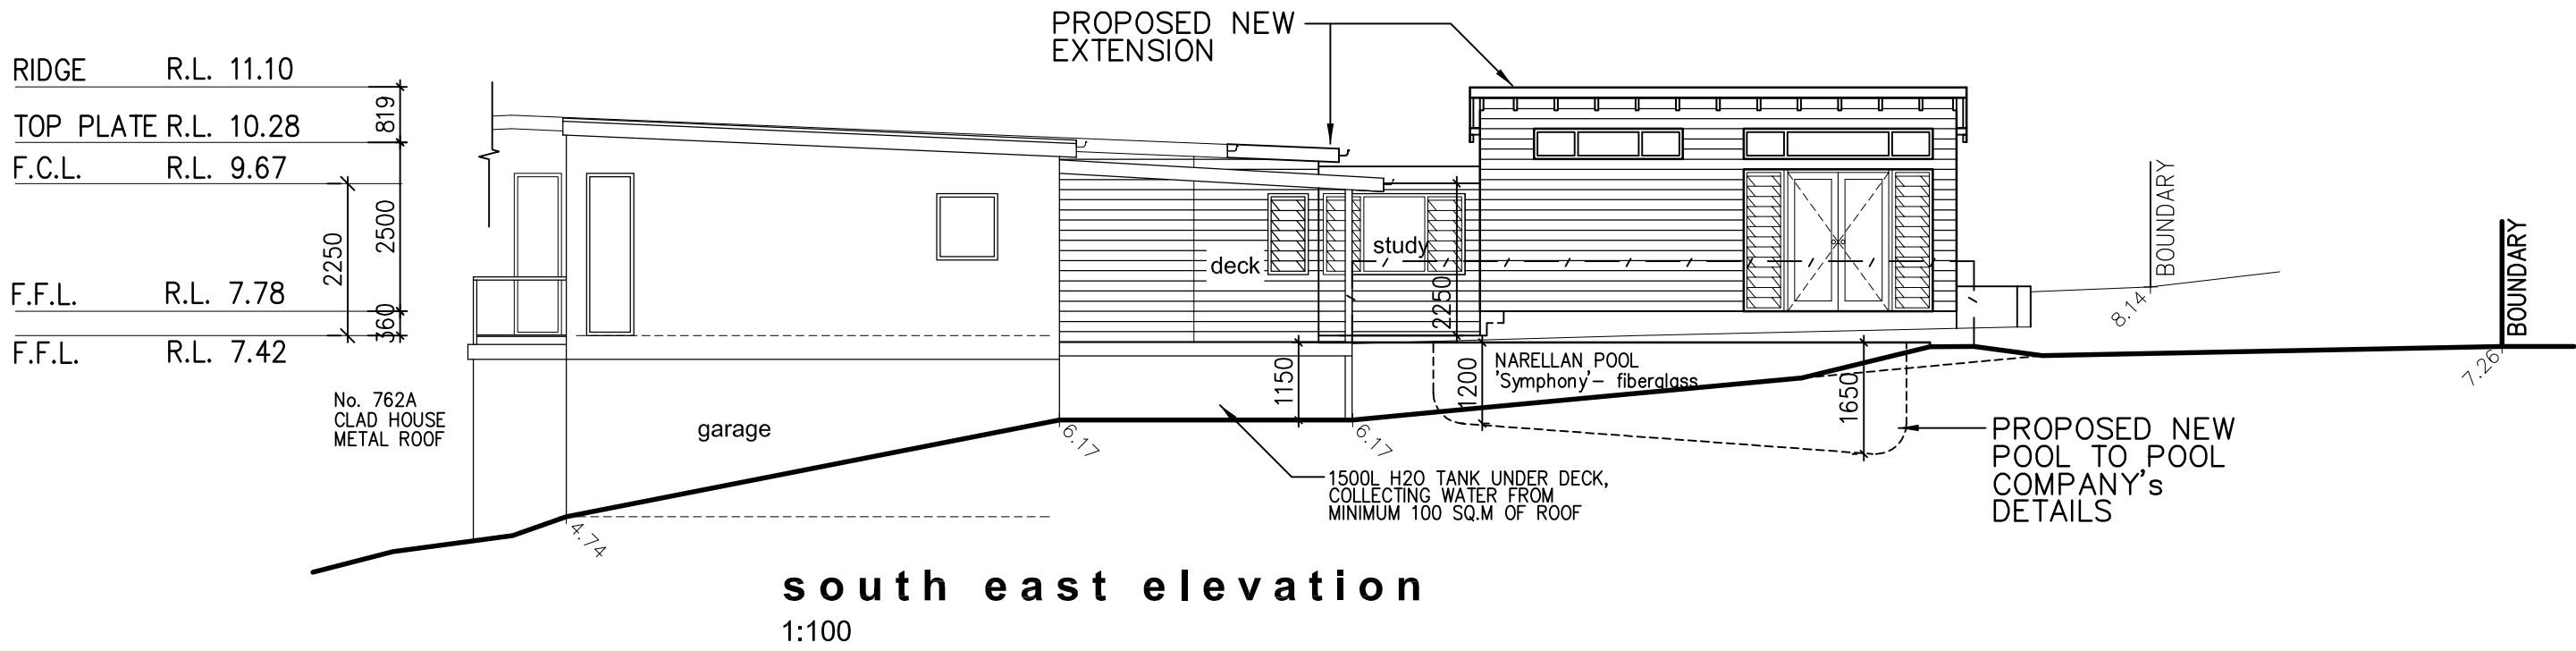 PROPOSED NEW
EXTENSION
RIDGE R.L. 11.10
819
TOP PLATE R.L. 10.28
F.C.L. R.L. 9.67
2500
2250
F.F.L. R.L. 7.78
360
F.F.L. R.L. 7.42
No. 762A
CLAD HOUSE
METAL ROOF
garage
deck
study
2250
1150
1200
NARELLAN POOL
'Symphony'- fiberglass
1650
BOUNDARY
8.14
BOUNDARY
7.26
4.74
6.17
6.17
1500L H2O TANK UNDER DECK,
COLLECTING WATER FROM
MINIMUM 100 SQ.M OF ROOF
PROPOSED NEW
POOL TO POOL
COMPANY's
DETAILS
south east elevation
1:100